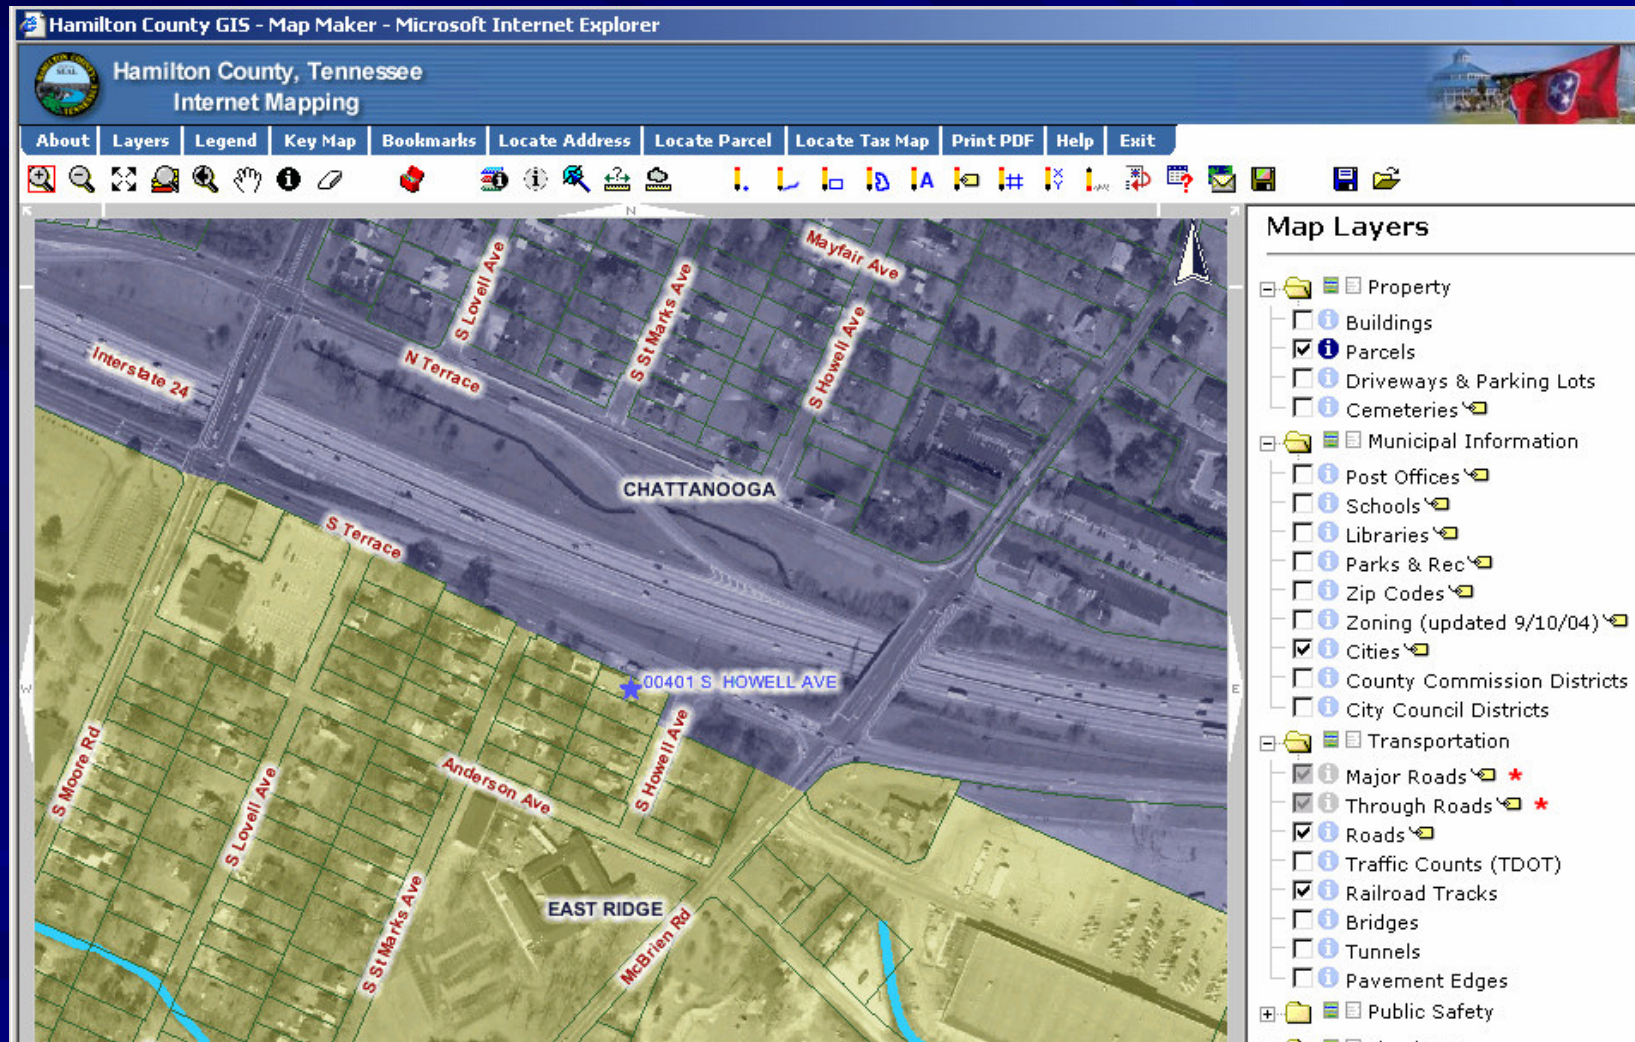 Hamilton County GIS - Map Maker - Microsoft Internet Explorer
Hamilton County, Tennessee
Internet Mapping
About Layers Legend Key Map Bookmarks Locate Address Locate Parcel Locate Tax Map Print PDF Help Exit
N
Mayfair Ave
S Lovell Ave
S St Marks Ave
S Howell Ave
Interstate 24
N Terrace
CHATTANOOGA
S Terrace
W
E
00401 S HOWELL AVE
S Moore Rd
S Lovell Ave
Anderson Ave
S Howell Ave
S St Marks Ave
EAST RIDGE
McBrien Rd
Map Layers
Property
Buildings
Parcels
Driveways & Parking Lots
Cemeteries
Municipal Information
Post Offices
Schools
Libraries
Parks & Rec
Zip Codes
Zoning (updated 9/10/04)
Cities
County Commission Districts
City Council Districts
Transportation
Major Roads *
Through Roads *
Roads
Traffic Counts (TDOT)
Railroad Tracks
Bridges
Tunnels
Pavement Edges
Public Safety